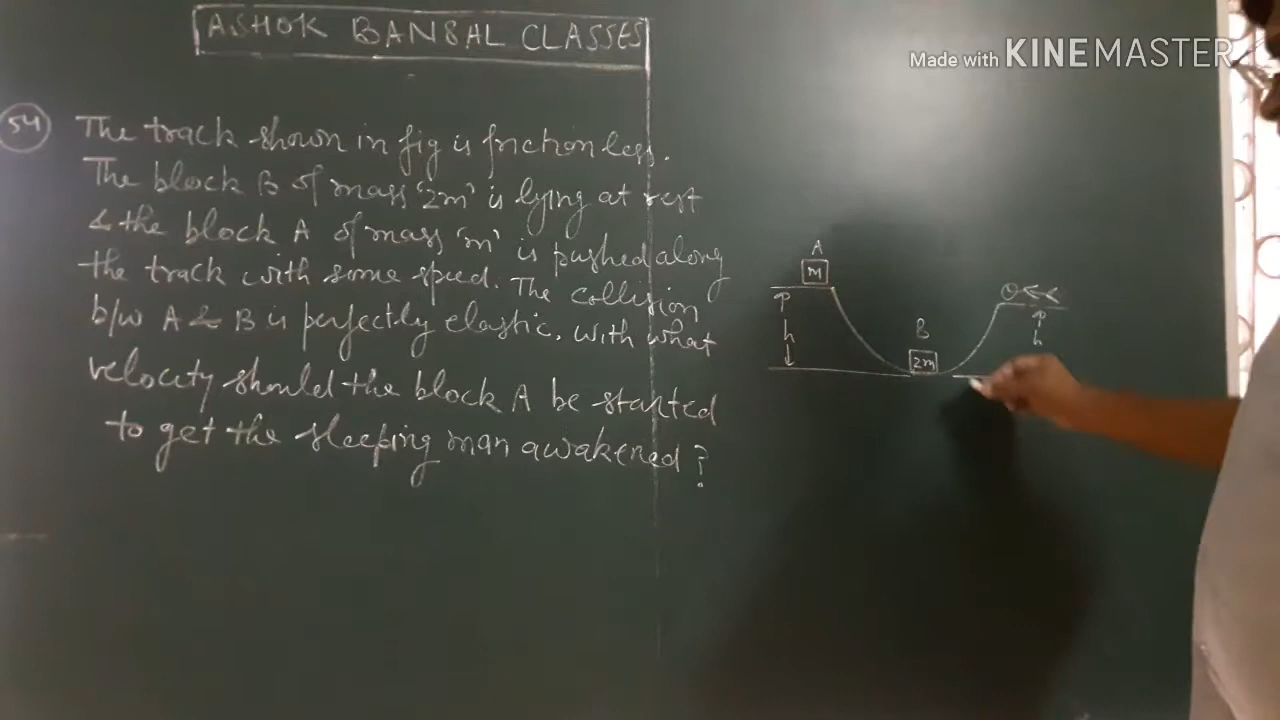 ASHOK BANSAL CLASSES
Made with KINEMASTER
54
The track shown in fig is frictionless.
The block B of mass '2m' is lying at rest
& the block A of mass 'm' is pushed along
the track with some speed. The collision
b/w A & B is perfectly elastic. With what
velocity should the block A be started
to get the sleeping man awakened?
A
m
h
B
2m
h